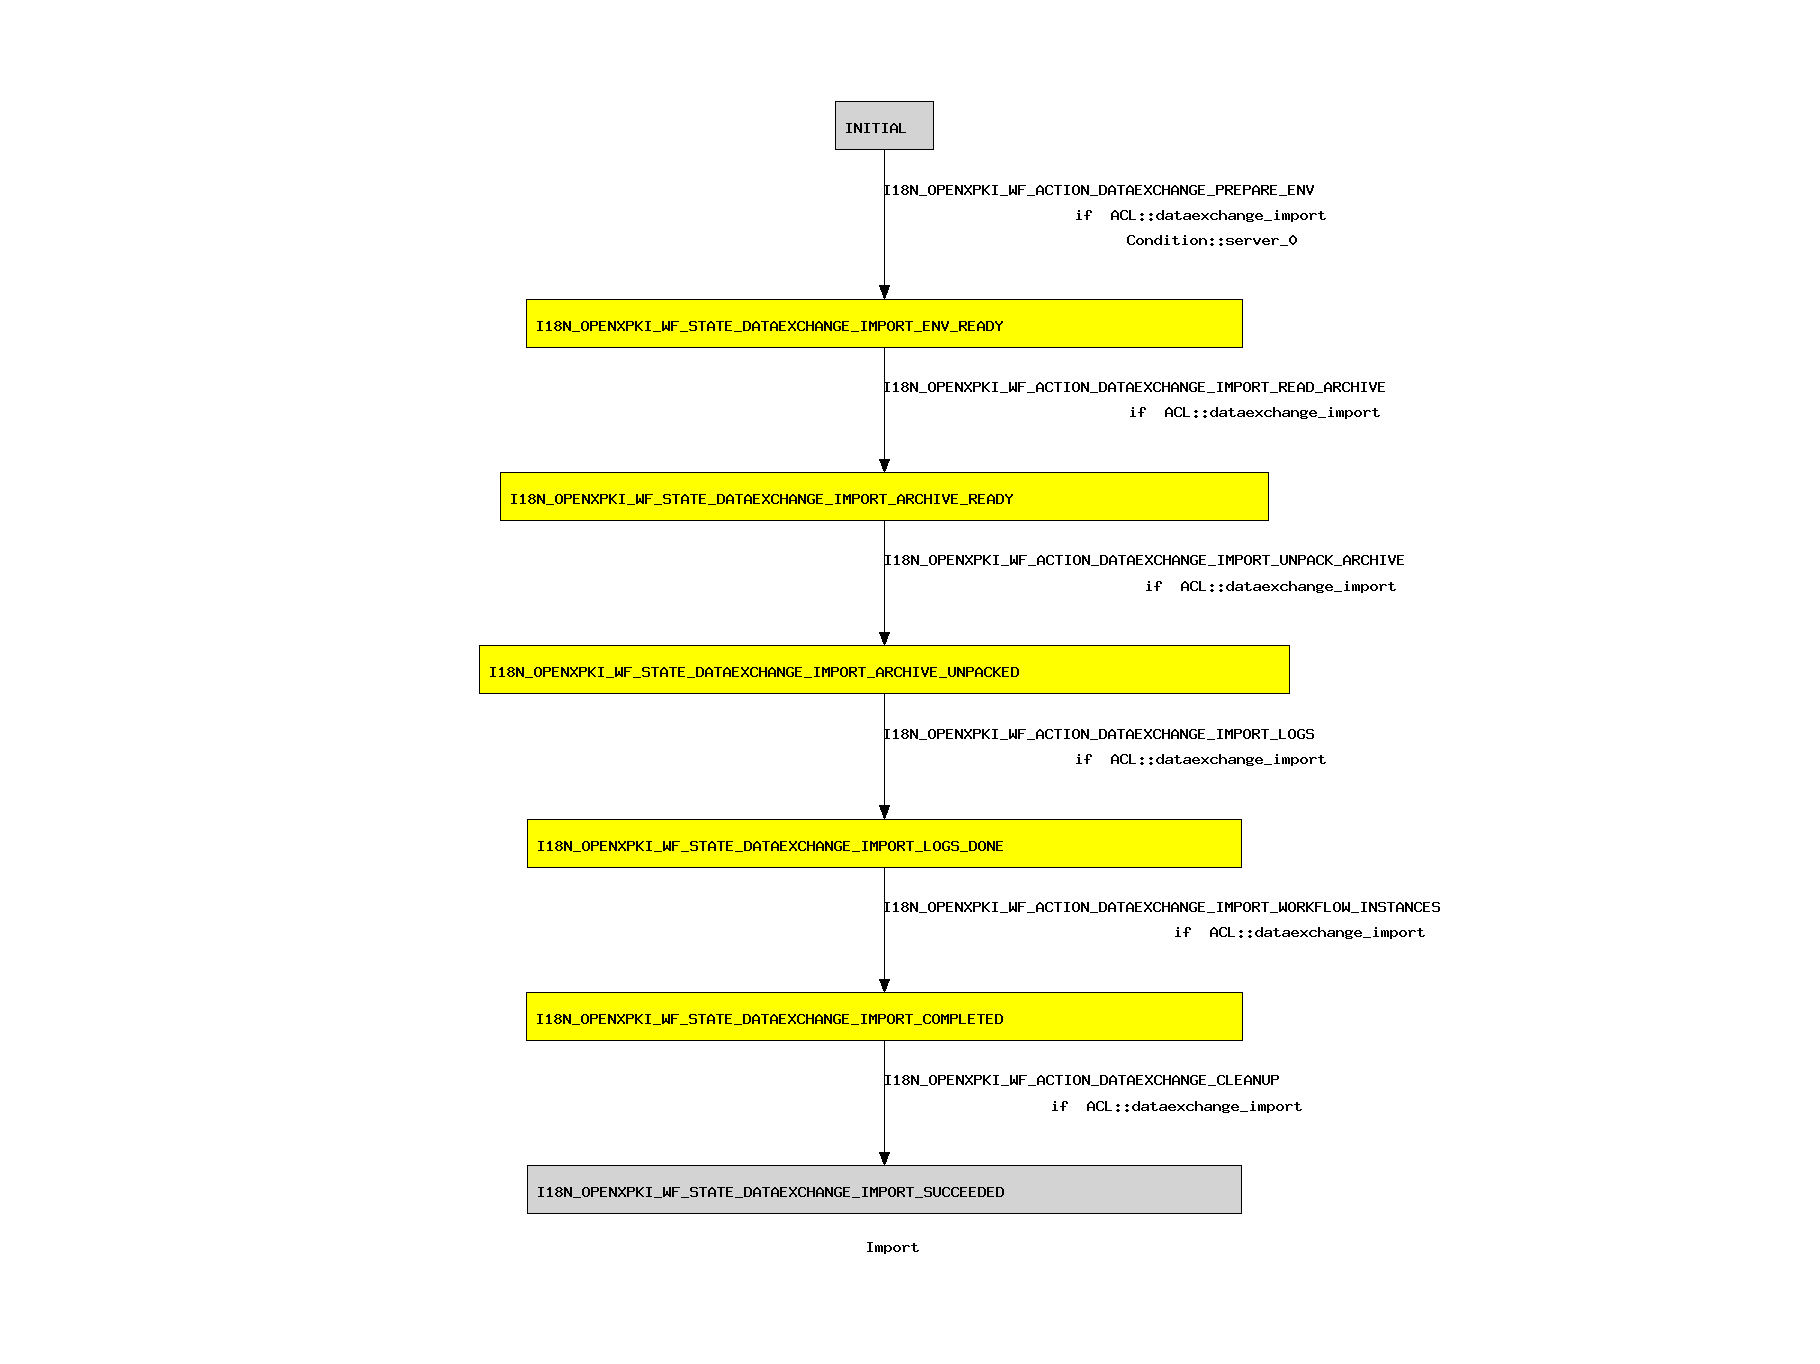 INITIAL
I18N_OPENXPKI_WF_ACTION_DATAEXCHANGE_PREPARE_ENV
if  ACL::dataexchange_import
Condition::server_0
I18N_OPENXPKI_WF_STATE_DATAEXCHANGE_IMPORT_ENV_READY
I18N_OPENXPKI_WF_ACTION_DATAEXCHANGE_IMPORT_READ_ARCHIVE
if  ACL::dataexchange_import
I18N_OPENXPKI_WF_STATE_DATAEXCHANGE_IMPORT_ARCHIVE_READY
I18N_OPENXPKI_WF_ACTION_DATAEXCHANGE_IMPORT_UNPACK_ARCHIVE
if  ACL::dataexchange_import
I18N_OPENXPKI_WF_STATE_DATAEXCHANGE_IMPORT_ARCHIVE_UNPACKED
I18N_OPENXPKI_WF_ACTION_DATAEXCHANGE_IMPORT_LOGS
if  ACL::dataexchange_import
I18N_OPENXPKI_WF_STATE_DATAEXCHANGE_IMPORT_LOGS_DONE
I18N_OPENXPKI_WF_ACTION_DATAEXCHANGE_IMPORT_WORKFLOW_INSTANCES
if  ACL::dataexchange_import
I18N_OPENXPKI_WF_STATE_DATAEXCHANGE_IMPORT_COMPLETED
I18N_OPENXPKI_WF_ACTION_DATAEXCHANGE_CLEANUP
if  ACL::dataexchange_import
I18N_OPENXPKI_WF_STATE_DATAEXCHANGE_IMPORT_SUCCEEDED
Import